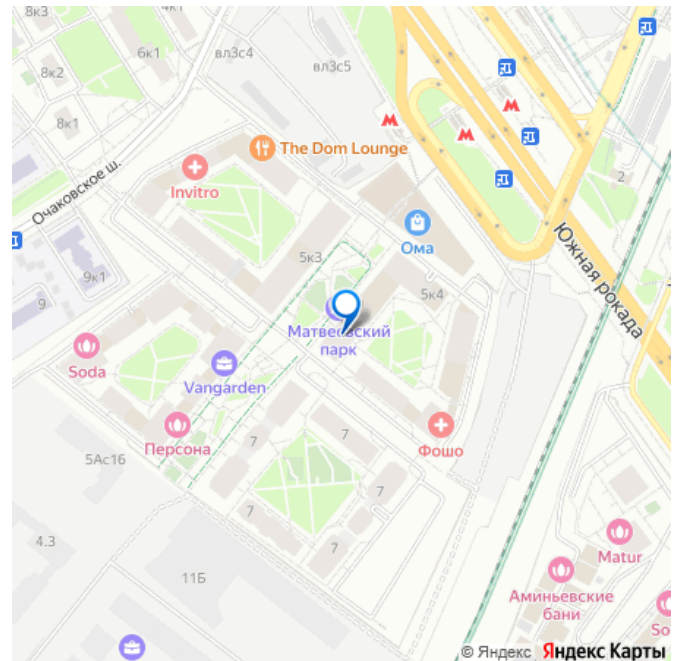 8к3
4к1
6к1
8к2
8к1
вл3с4
вл3с5
The Dom Lounge
Invitro
Очаковское ш.
9к1
9
5к3
Ома
5к4
2
Южная рокада
Матвеевский
парк
Soda
Vangarden
Персона
Фошо
7
7
7
7
7
5Ас16
4.3
11Б
Matur
Аминьевские
бани
So
© Яндекс Яндекс Карты